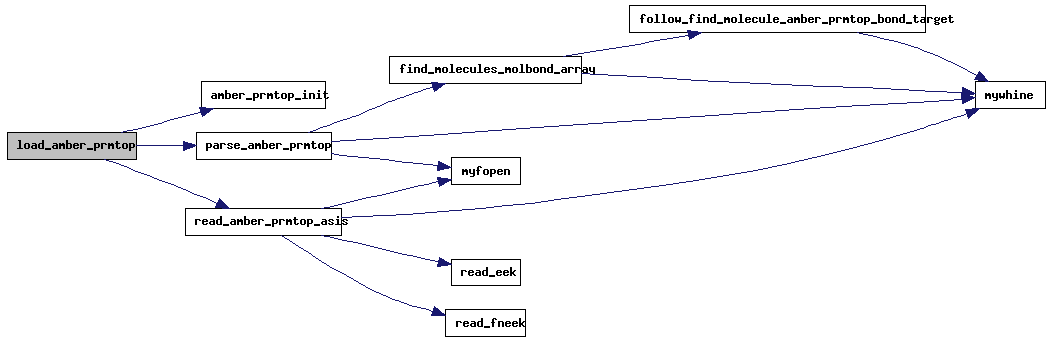 follow_find_molecule_amber_prmtop_bond_target
find_molecules_molbond_array
amber_prmtop_init
mywhine
load_amber_prmtop
parse_amber_prmtop
myfopen
read_amber_prmtop_asis
read_eek
read_fneek